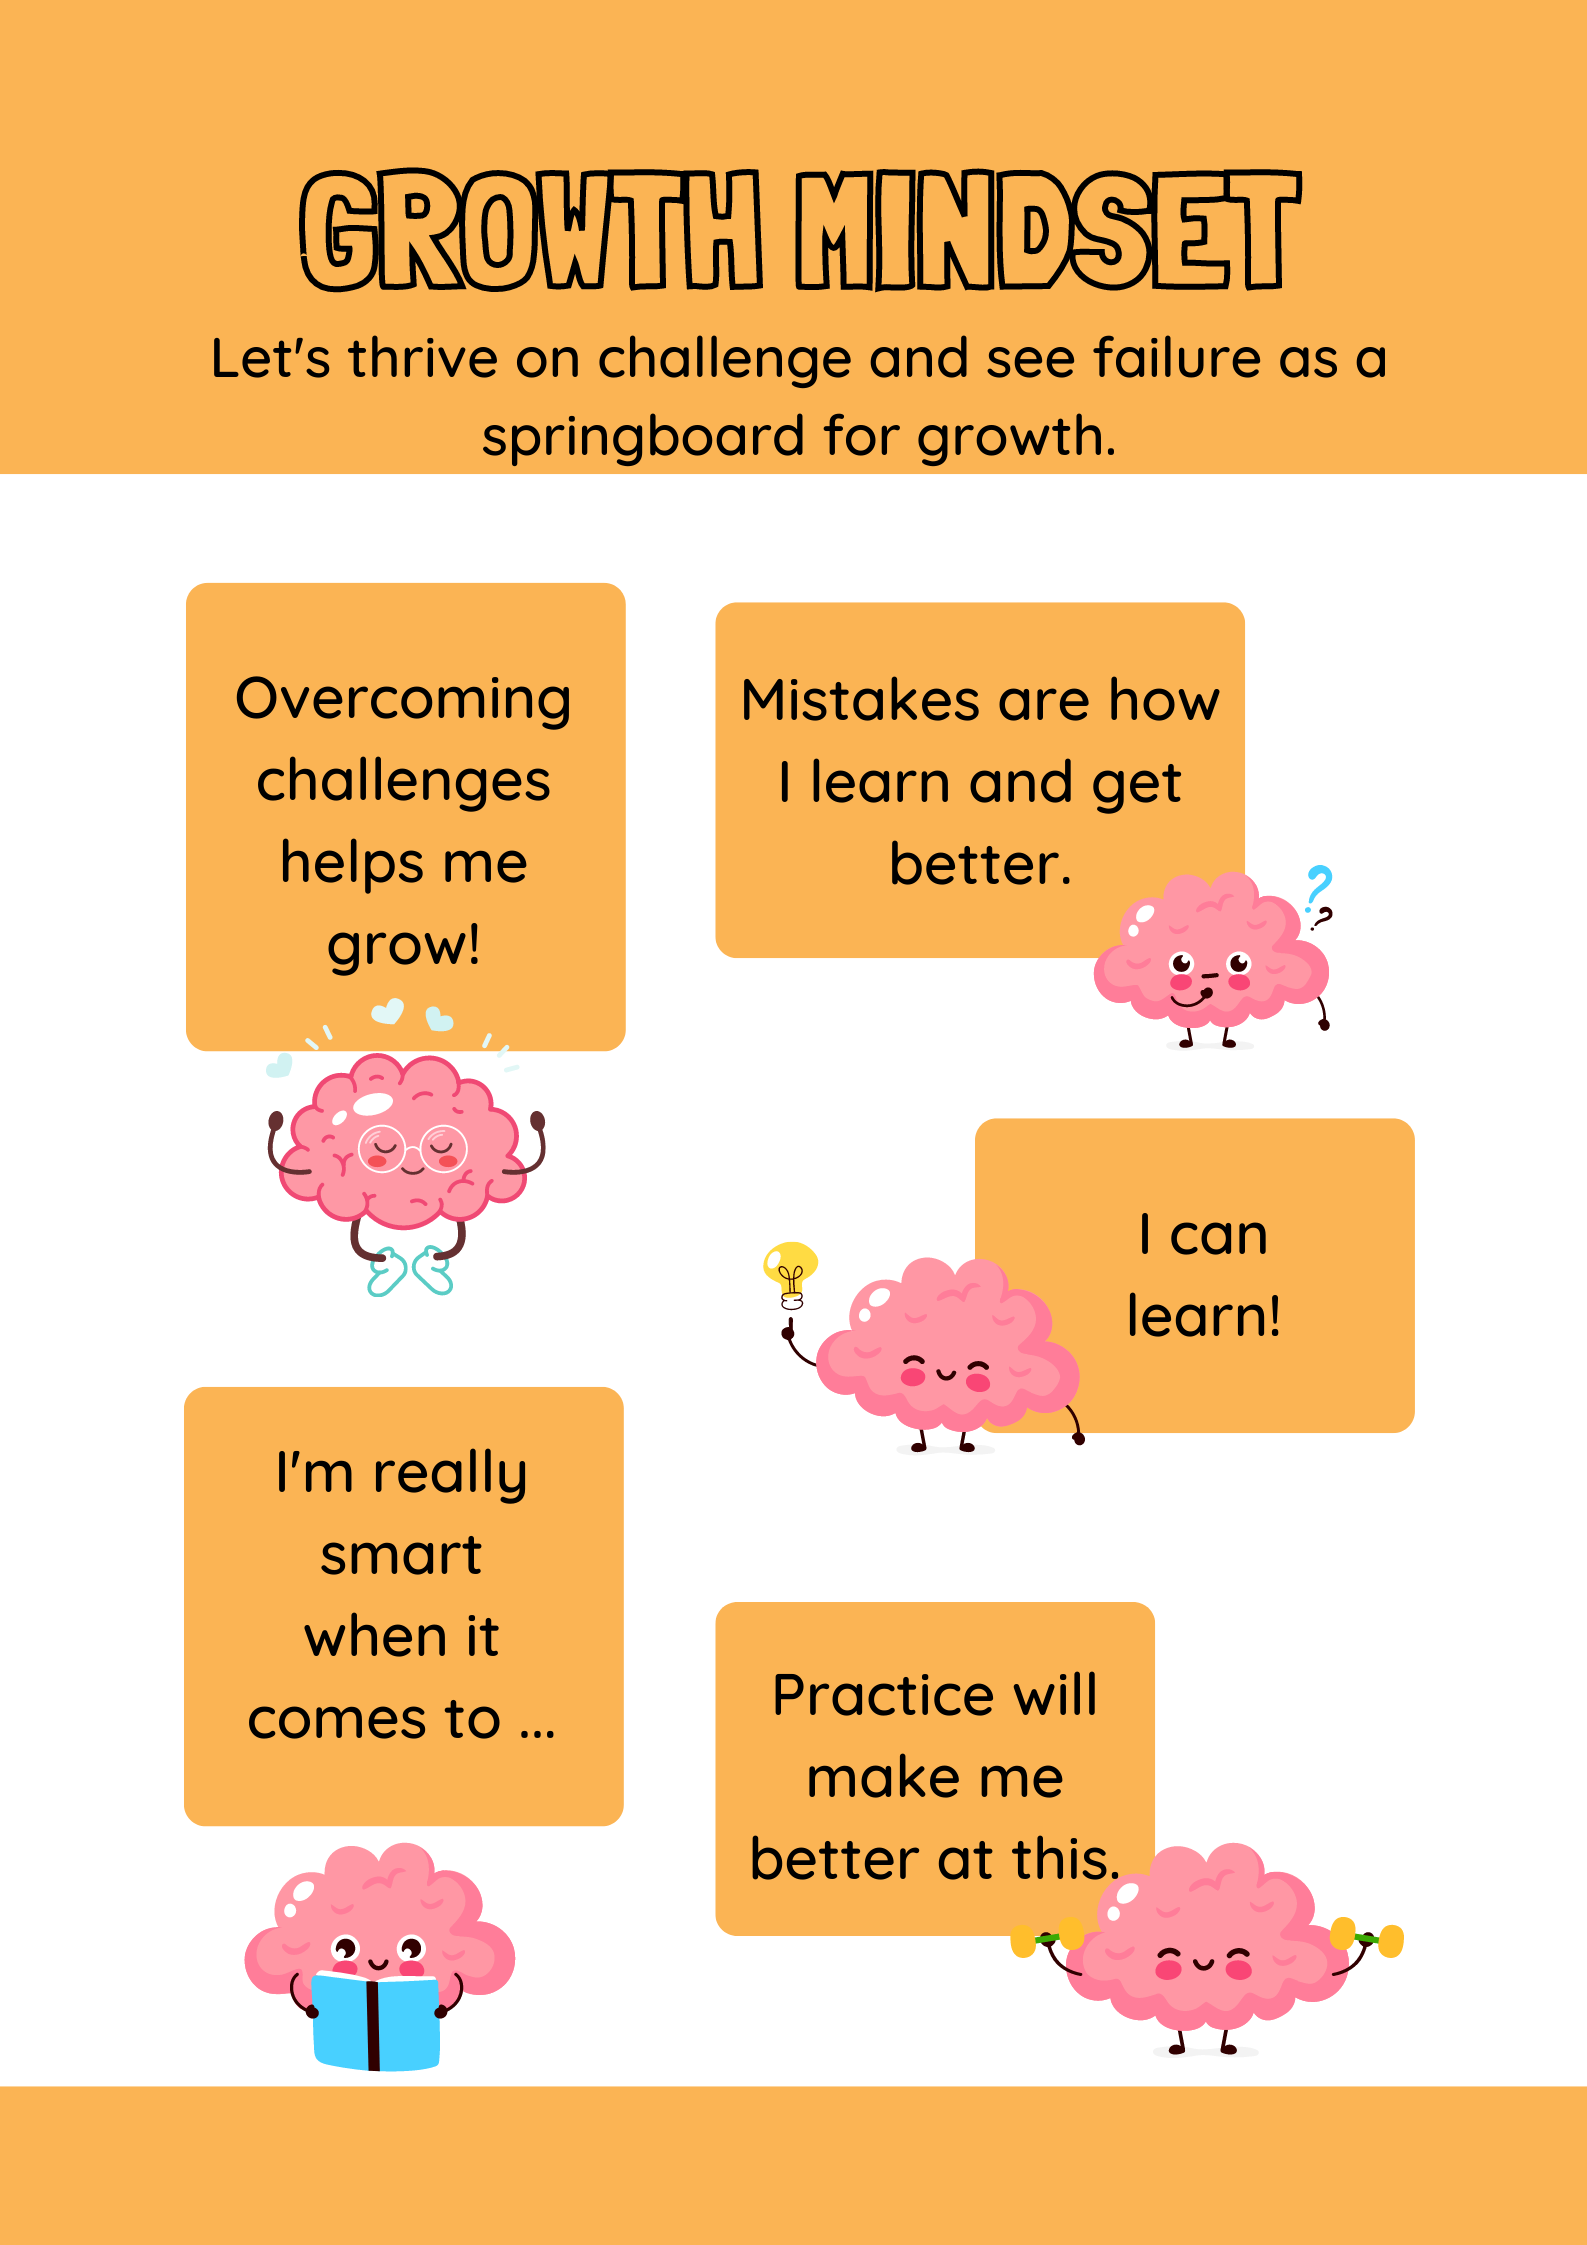 GROWTH MINDSET
Let's thrive on challenge and see failure as a
springboard for growth.
Overcoming
challenges
helps me
grow!
Mistakes are how
I learn and get
better.
? ?
I can
learn!
I'm really
smart
when it
comes to ...
Practice will
make me
better at this.